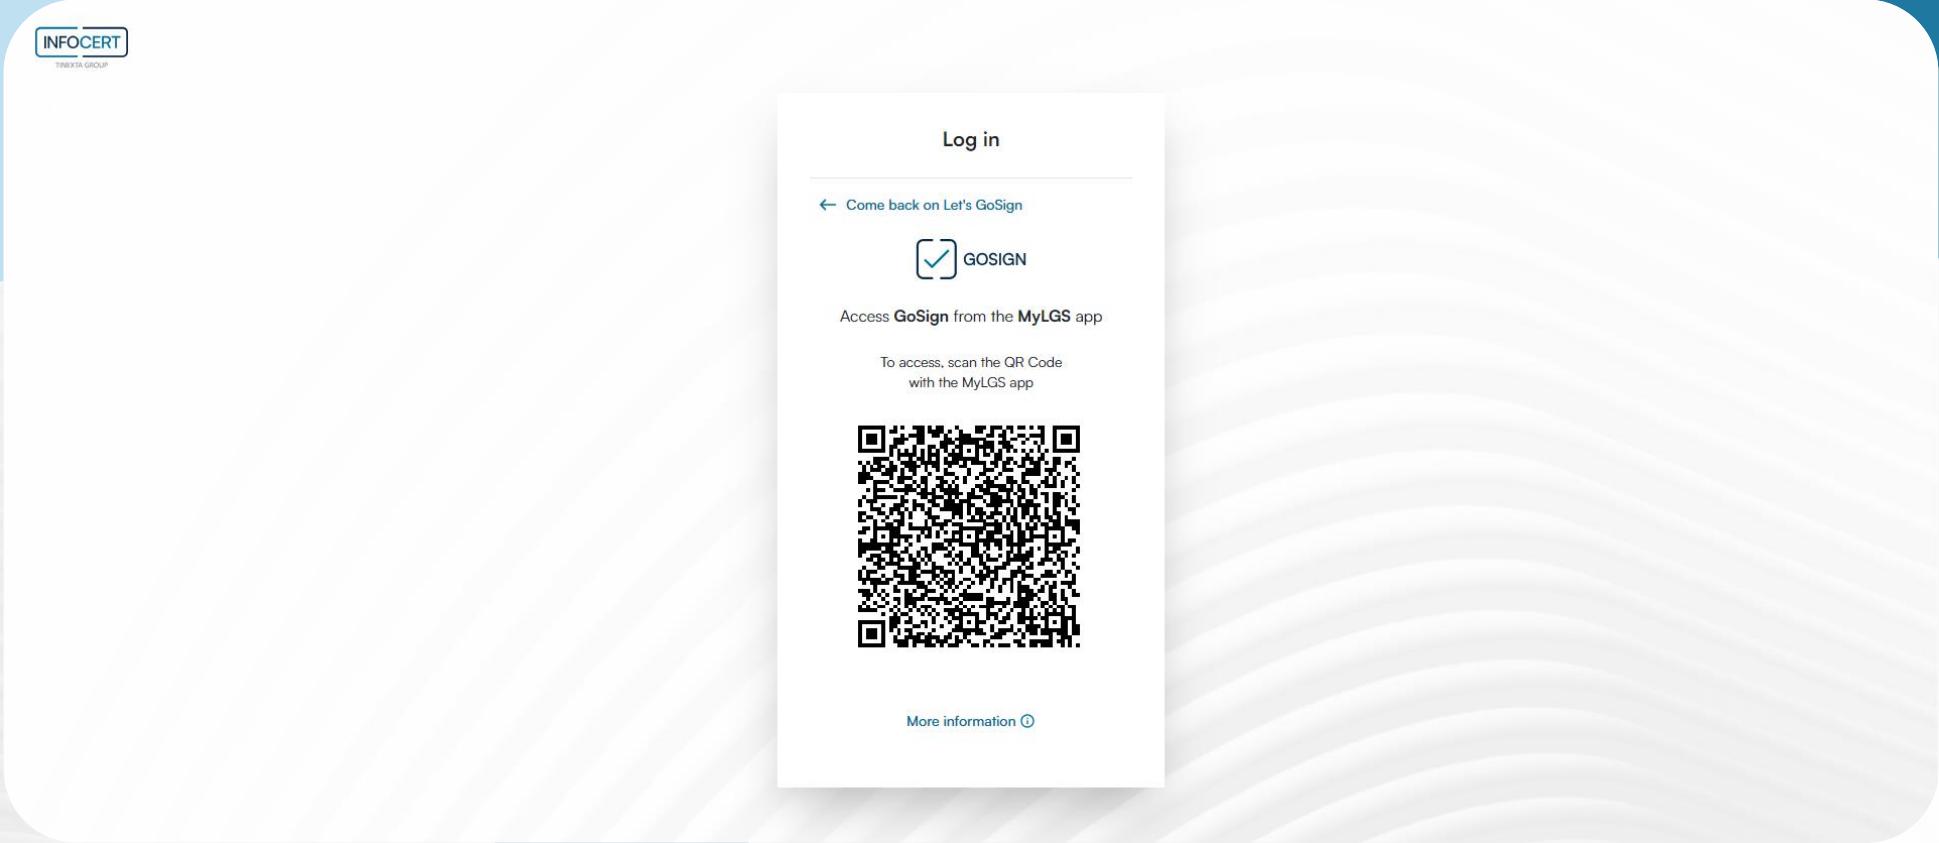 INFOCERT
TINEXTA GROUP
Log in
← Come back on Let's GoSign
GOSIGN
Access GoSign from the MyLGS app
To access, scan the QR Code
with the MyLGS app
More information